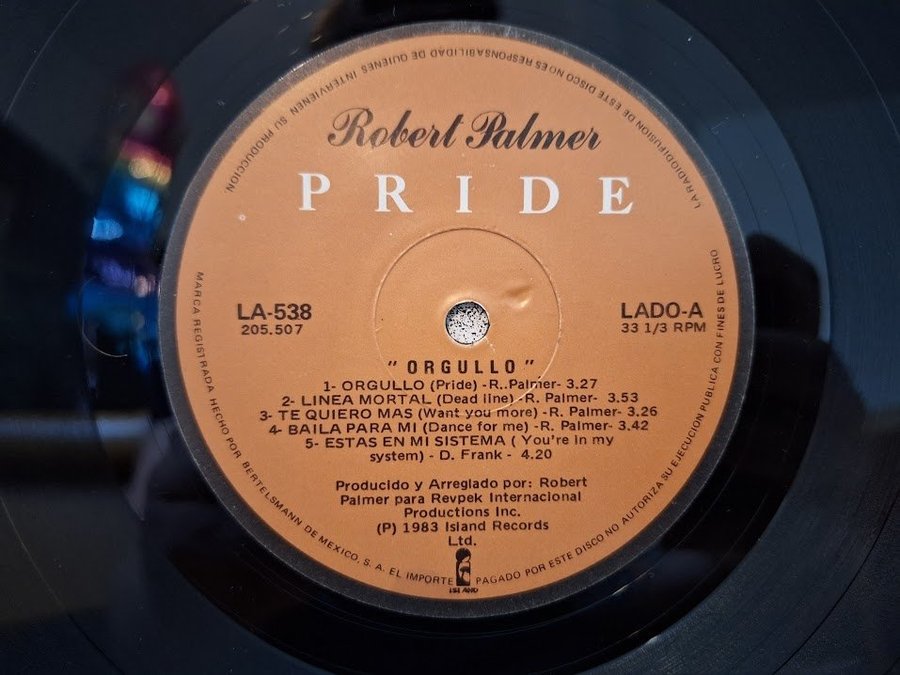 LA RADIODIFUSION DE ESTE DISCO NO ES RESPONSABILIDAD DE QUIENES INTERVIENEN SU PRODUCCION.
Robert Palmer
PRIDE
LA-538
205.507
LADO-A
33 1/3 RPM
" ORGULLO "
1- ORGULLO (Pride) -R..Palmer- 3.27
2- LINEA MORTAL (Dead line) -R. Palmer- 3.53
3- TE QUIERO MAS (Want you more) -R. Palmer- 3.26
4- BAILA PARA MI (Dance for me) - R. Palmer- 3.42
5- ESTAS EN MI SISTEMA ( You're in my
system) - D. Frank - 4.20
Producido y Arreglado por: Robert
Palmer para Revpek Internacional
Productions Inc.
(P) 1983 Island Records
Ltd.
ISLAND
MARCA REGISTRADA HECHO POR BERTELSMANN DE MEXICO, S. A. EL IMPORTE PAGADO POR ESTE DISCO NO AUTORIZA SU EJECUCION PUBLICA CON FINES DE LUCRO